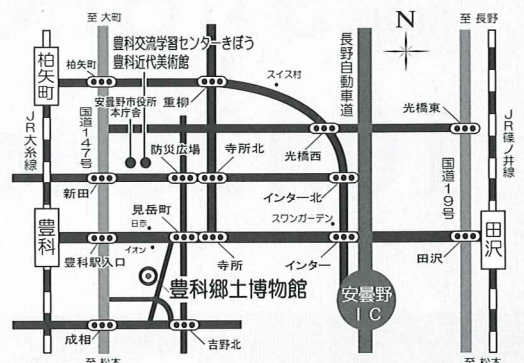 至 大町
至 長野
N
豊科交流学習センターきぼう
豊科近代美術館
柏矢町
柏矢町
重柳
スイス村
長野自動車道
安曇野市役所
本庁舎
国道147号
光橋東
JR大糸線
JR篠ノ井線
防災広場
寺所北
光橋西
国道19号
新田
インター北
見岳町
日赤
スワンガーデン
イオン
豊科
田沢
豊科駅入口
寺所
インター
田沢
豊科郷土博物館
安曇野
IC
成相
吉野北
至 松本
至 松本